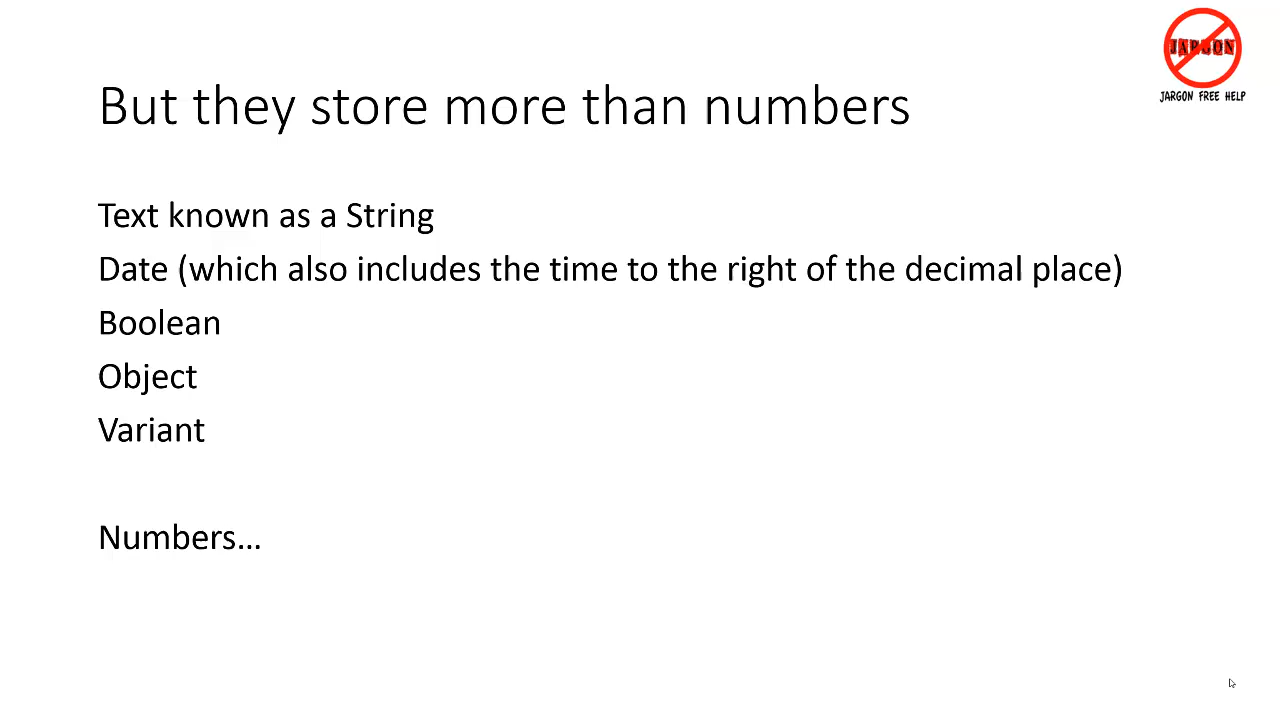 JARGON
JARGON FREE HELP
But they store more than numbers
Text known as a String
Date (which also includes the time to the right of the decimal place)
Boolean
Object
Variant
Numbers…